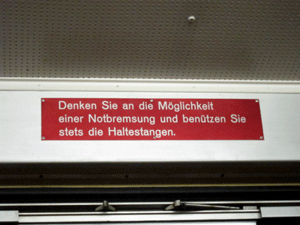 Denken Sie an die Möglichkeit
einer Notbremsung und benützen Sie
stets die Haltestangen.